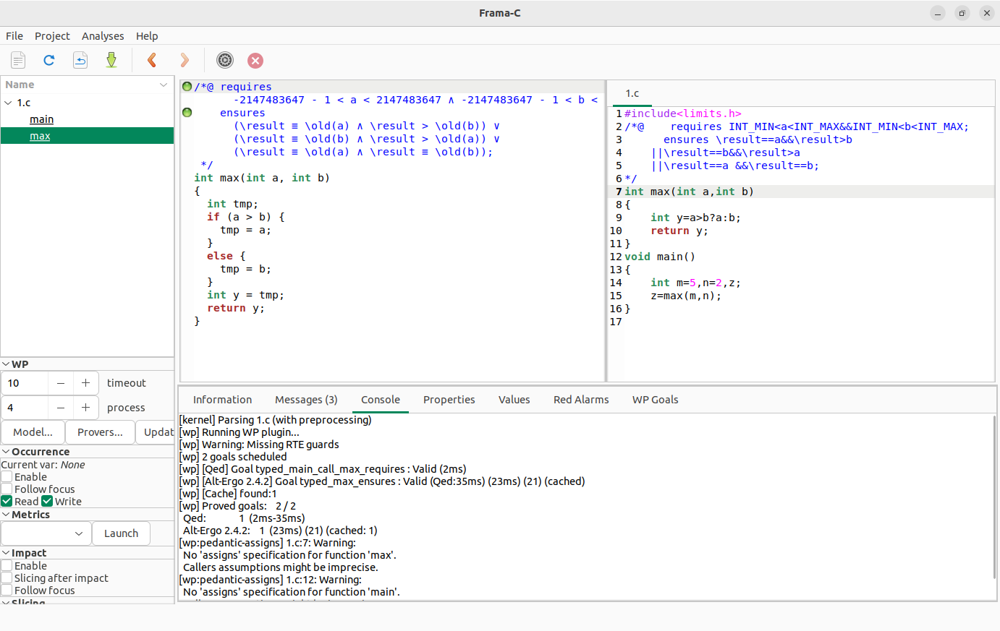 Frama-C
File Project Analyses Help
Name
1.c
main
max
/*@ requires
-2147483647 - 1 < a < 2147483647 ∧ -2147483647 - 1 < b <
ensures
(\result ≡ \old(a) ∧ \result > \old(b)) ∨
(\result ≡ \old(b) ∧ \result > \old(a)) ∨
(\result ≡ \old(a) ∧ \result ≡ \old(b));
*/
int max(int a, int b)
{
int tmp;
if (a > b) {
tmp = a;
}
else {
tmp = b;
}
int y = tmp;
return y;
}
1.c
1 #include<limits.h>
2 /*@ requires INT_MIN<a<INT_MAX&&INT_MIN<b<INT_MAX;
3 ensures \result==a&&\result>b
4 ||\result==b&&\result>a
5 ||\result==a &&\result==b;
6 */
7 int max(int a,int b)
8 {
9 int y=a>b?a:b;
10 return y;
11 }
12 void main()
13 {
14 int m=5,n=2,z;
15 z=max(m,n);
16 }
17
WP
10 − + timeout
4 − + process
Model... Provers... Updat
Occurrence
Current var: None
Enable
Follow focus
Read Write
Metrics
Launch
Impact
Enable
Slicing after impact
Follow focus
Slicing
Information Messages (3) Console Properties Values Red Alarms WP Goals
[kernel] Parsing 1.c (with preprocessing)
[wp] Running WP plugin...
[wp] Warning: Missing RTE guards
[wp] 2 goals scheduled
[wp] [Qed] Goal typed_main_call_max_requires : Valid (2ms)
[wp] [Alt-Ergo 2.4.2] Goal typed_max_ensures : Valid (Qed:35ms) (23ms) (21) (cached)
[wp] [Cache] found:1
[wp] Proved goals: 2 / 2
Qed: 1 (2ms-35ms)
Alt-Ergo 2.4.2: 1 (23ms) (21) (cached: 1)
[wp:pedantic-assigns] 1.c:7: Warning:
No 'assigns' specification for function 'max'.
Callers assumptions might be imprecise.
[wp:pedantic-assigns] 1.c:12: Warning:
No 'assigns' specification for function 'main'.